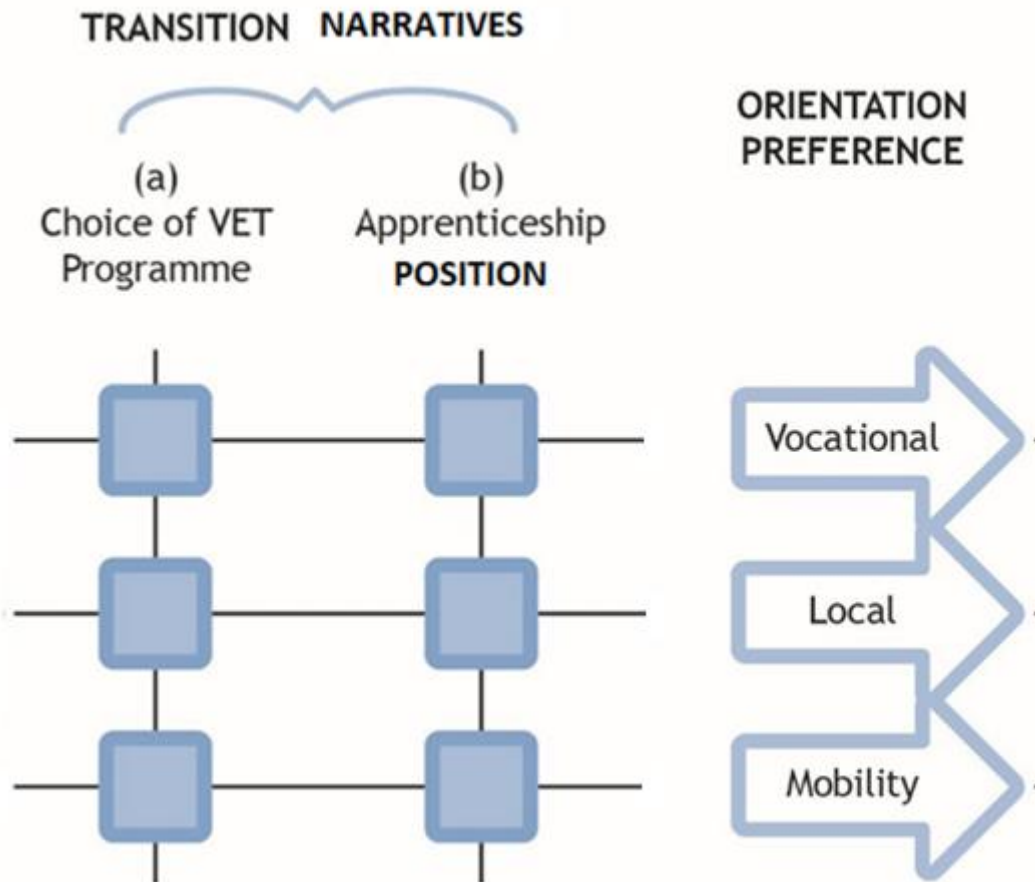 TRANSITION NARRATIVES
ORIENTATION
PREFERENCE
(a)
Choice of VET
Programme
(b)
Apprenticeship
POSITION
Vocational
Local
Mobility